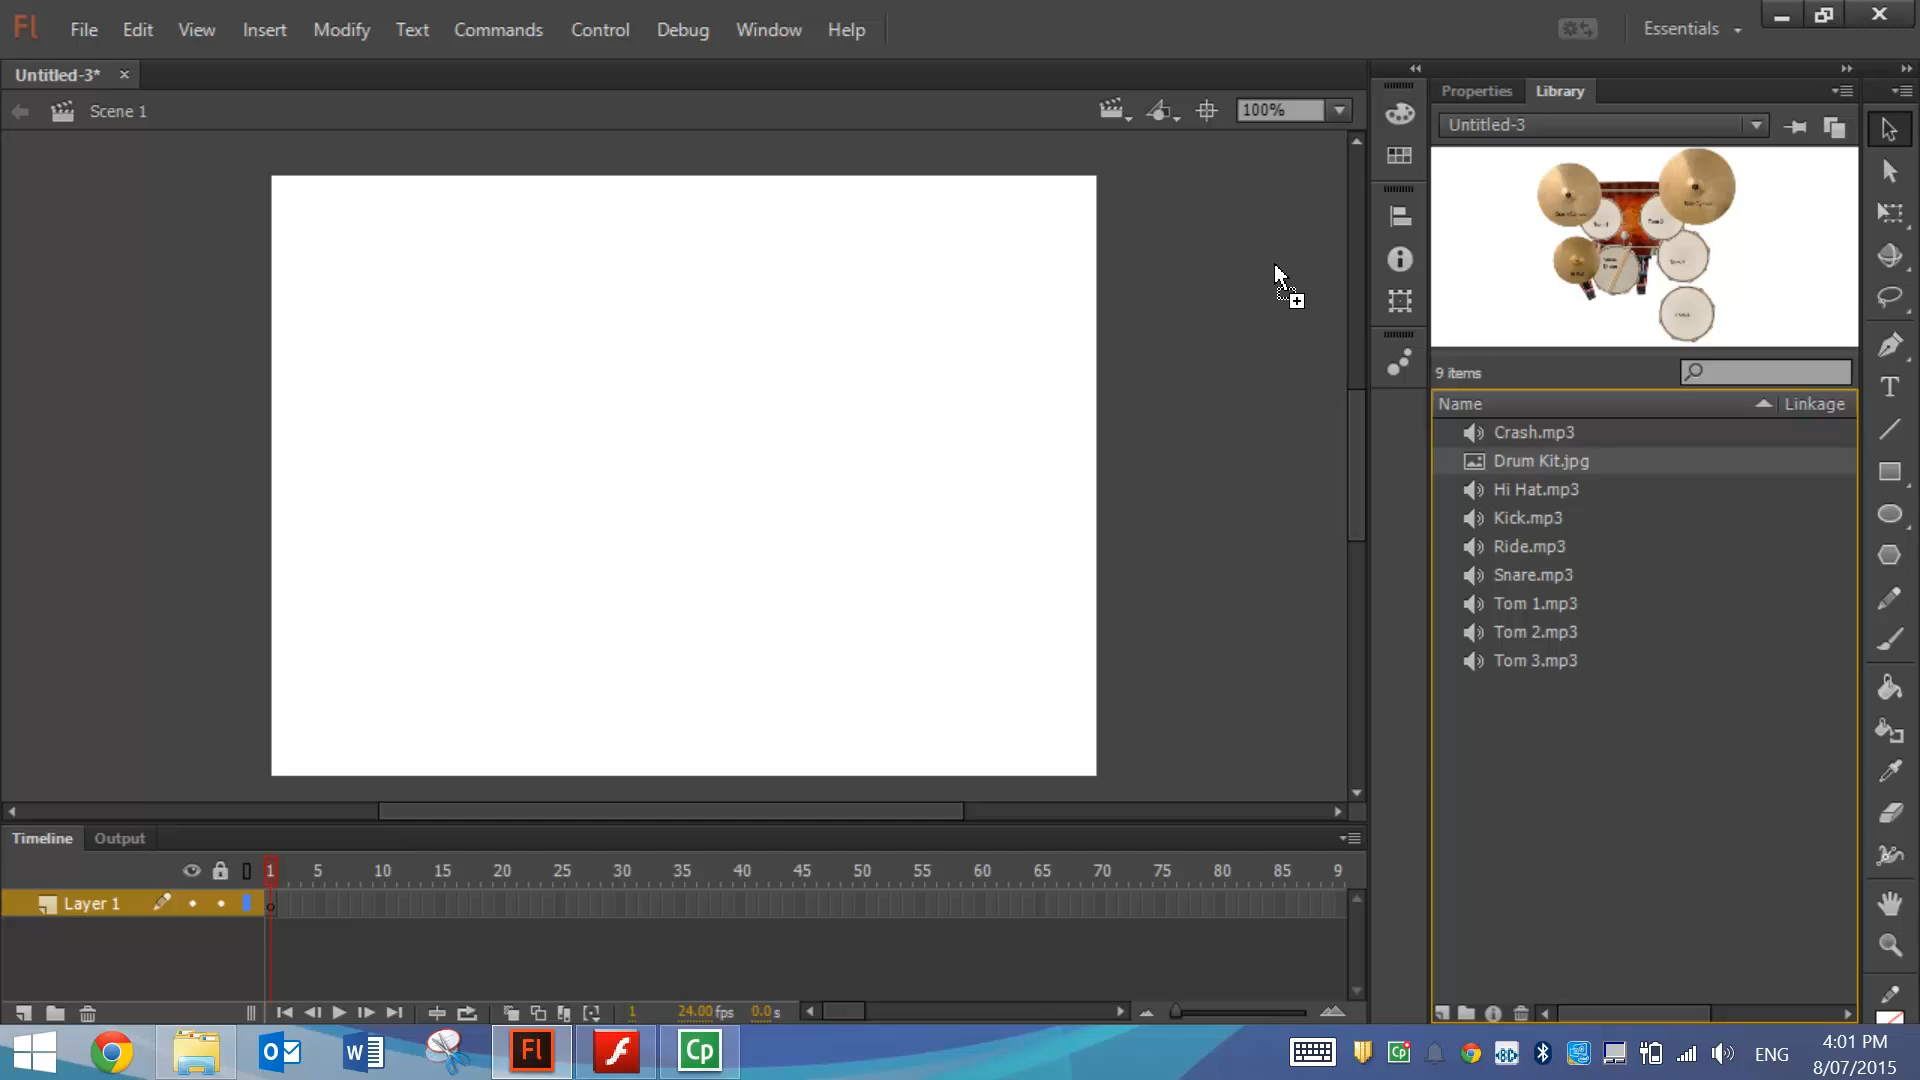 Fl File Edit View Insert Modify Text Commands Control Debug Window Help Essentials
Untitled-3*
Scene 1
100%
Properties Library
Untitled-3
9 items
Name Linkage
Crash.mp3
Drum Kit.jpg
Hi Hat.mp3
Kick.mp3
Ride.mp3
Snare.mp3
Tom 1.mp3
Tom 2.mp3
Tom 3.mp3
Timeline Output
1 5 10 15 20 25 30 35 40 45 50 55 60 65 70 75 80 85 9
Layer 1
1 24.00 fps 0.0 s
Fl Cp ENG
4:01 PM
8/07/2015